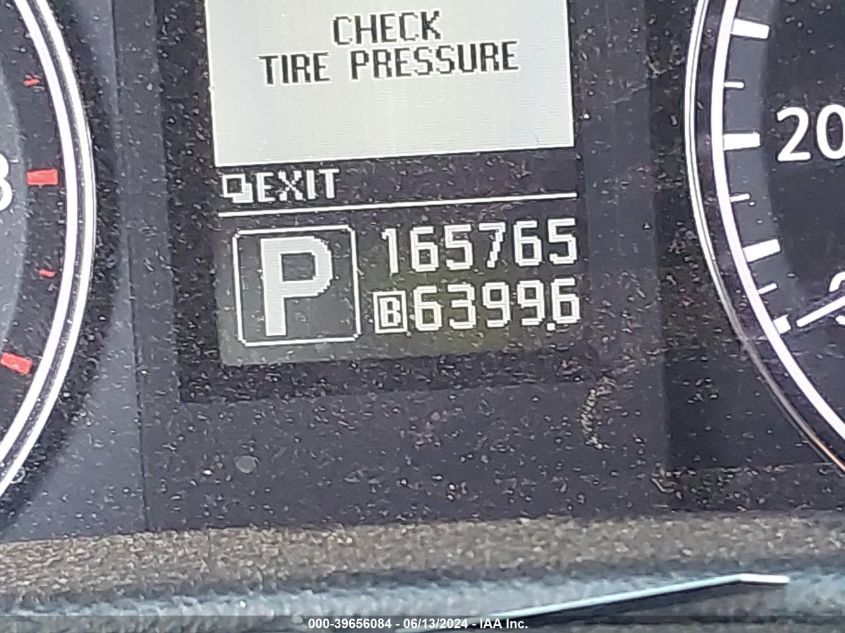 CHECK
TIRE PRESSURE
EXIT
P
165765
B 6399.6
20
000-39656084 - 06/13/2024 - IAA Inc.